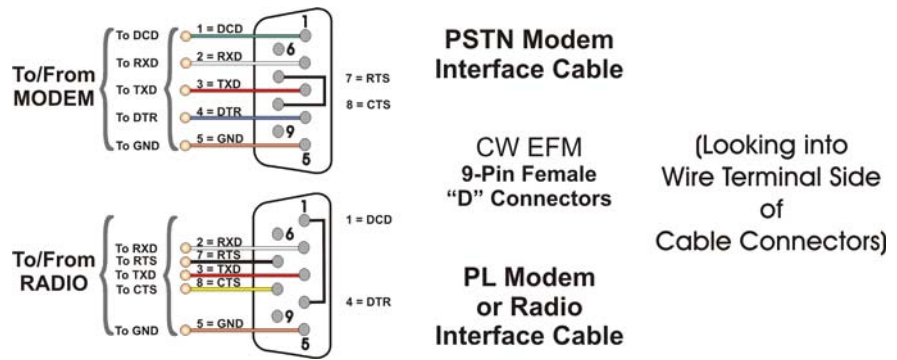 To/From
MODEM
To DCD
To RXD
To TXD
To DTR
To GND
1 = DCD
2 = RXD
3 = TXD
4 = DTR
5 = GND
1
6
9
5
7 = RTS
8 = CTS
PSTN Modem
Interface Cable
CW EFM
9-Pin Female
“D” Connectors
(Looking into
Wire Terminal Side
of
Cable Connectors)
To/From
RADIO
To RXD
To RTS
To TXD
To CTS
To GND
2 = RXD
7 = RTS
3 = TXD
8 = CTS
5 = GND
1
6
9
5
1 = DCD
4 = DTR
PL Modem
or Radio
Interface Cable